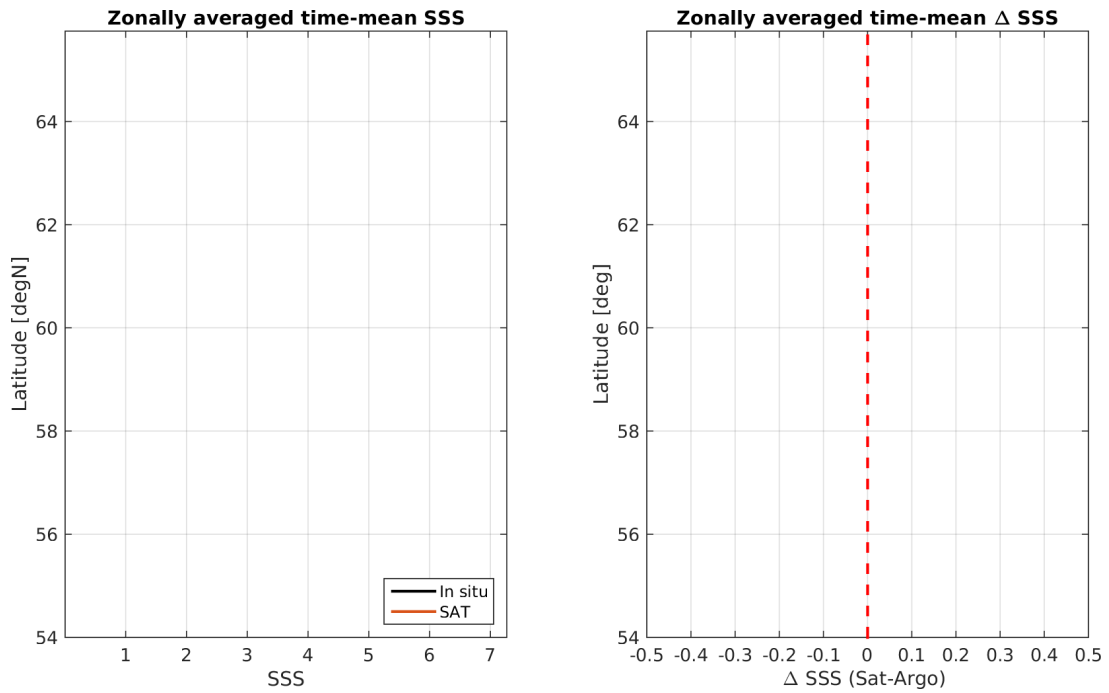 Zonally averaged time-mean SSS
64
62
60
58
56
54
Latitude [degN]
In situ
SAT
1 2 3 4 5 6 7
SSS
Zonally averaged time-mean Δ SSS
64
62
60
58
56
54
Latitude [deg]
-0.5 -0.4 -0.3 -0.2 -0.1 0 0.1 0.2 0.3 0.4 0.5
Δ SSS (Sat-Argo)